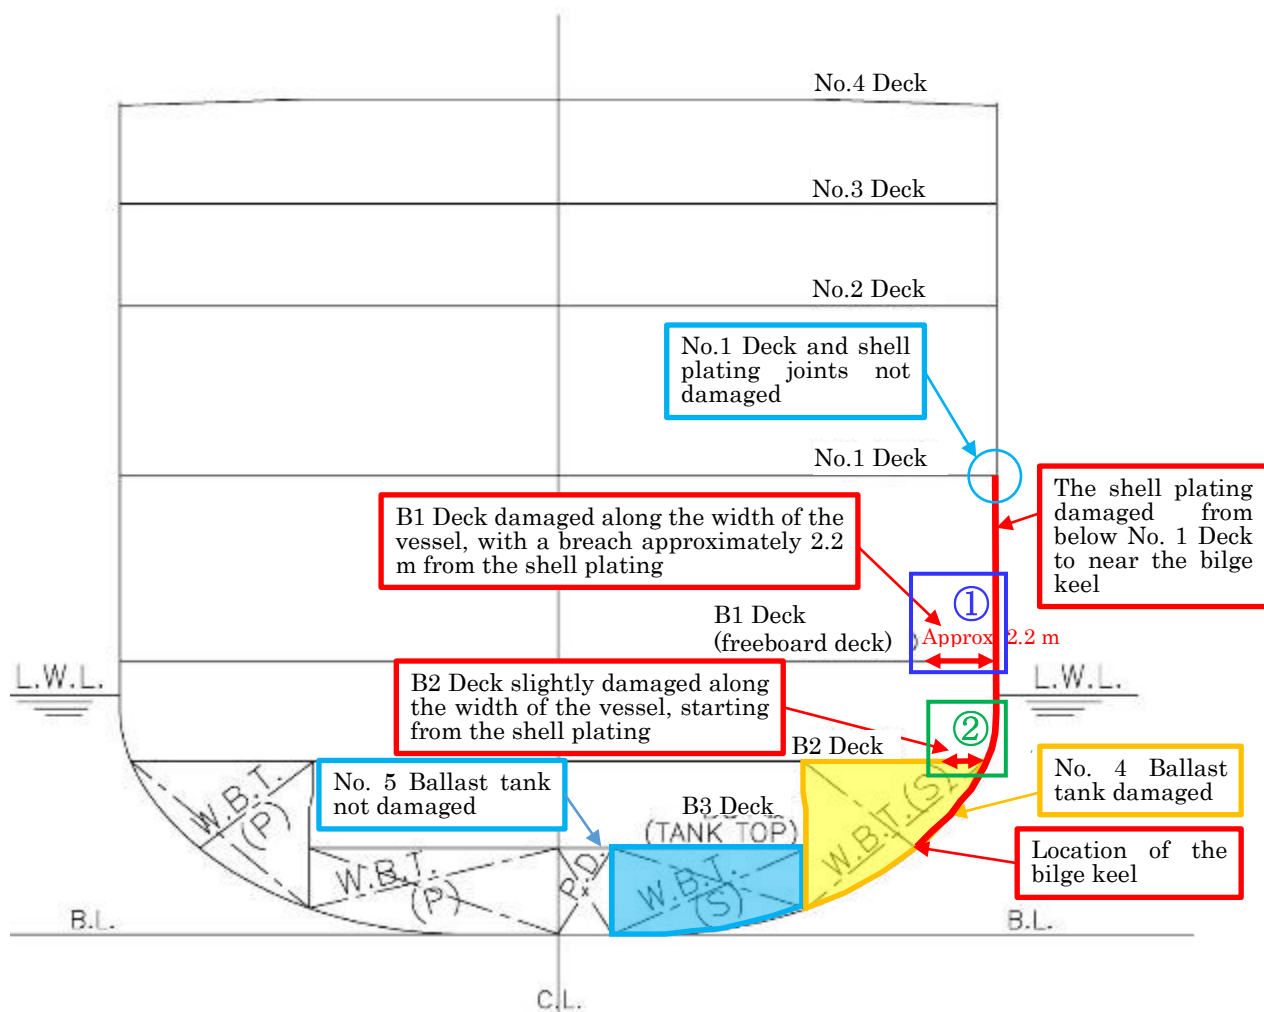 No.4 Deck
No.3 Deck
No.2 Deck
No.1 Deck and shell
plating joints not
damaged
No.1 Deck
The shell plating
damaged from
below No. 1 Deck
to near the bilge
keel
B1 Deck damaged along the width of the
vessel, with a breach approximately 2.2
m from the shell plating
①
B1 Deck
(freeboard deck)
Approx. 2.2 m
L.W.L.
L.W.L.
B2 Deck slightly damaged along
the width of the vessel, starting
from the shell plating
②
B2 Deck
No. 5 Ballast tank
not damaged
No. 4 Ballast
tank damaged
B3 Deck
(TANK TOP)
W.B.T.
(P)
W.B.T.
(P)
P.D.
W.B.T.
(S)
W.B.T.(S)
Location of the
bilge keel
B.L.
B.L.
C.L.